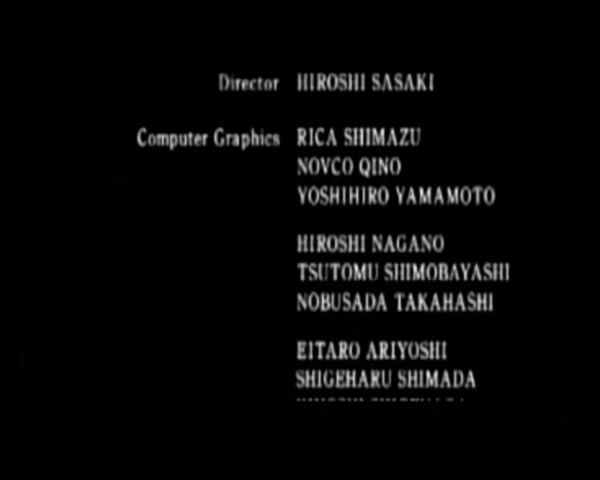 Director HIROSHI SASAKI
Computer Graphics RICA SHIMAZU
NOVCO QINO
YOSHIHIRO YAMAMOTO
HIROSHI NAGANO
TSUTOMU SHIMOBAYASHI
NOBUSADA TAKAHASHI
EITARO ARIYOSHI
SHIGEHARU SHIMADA